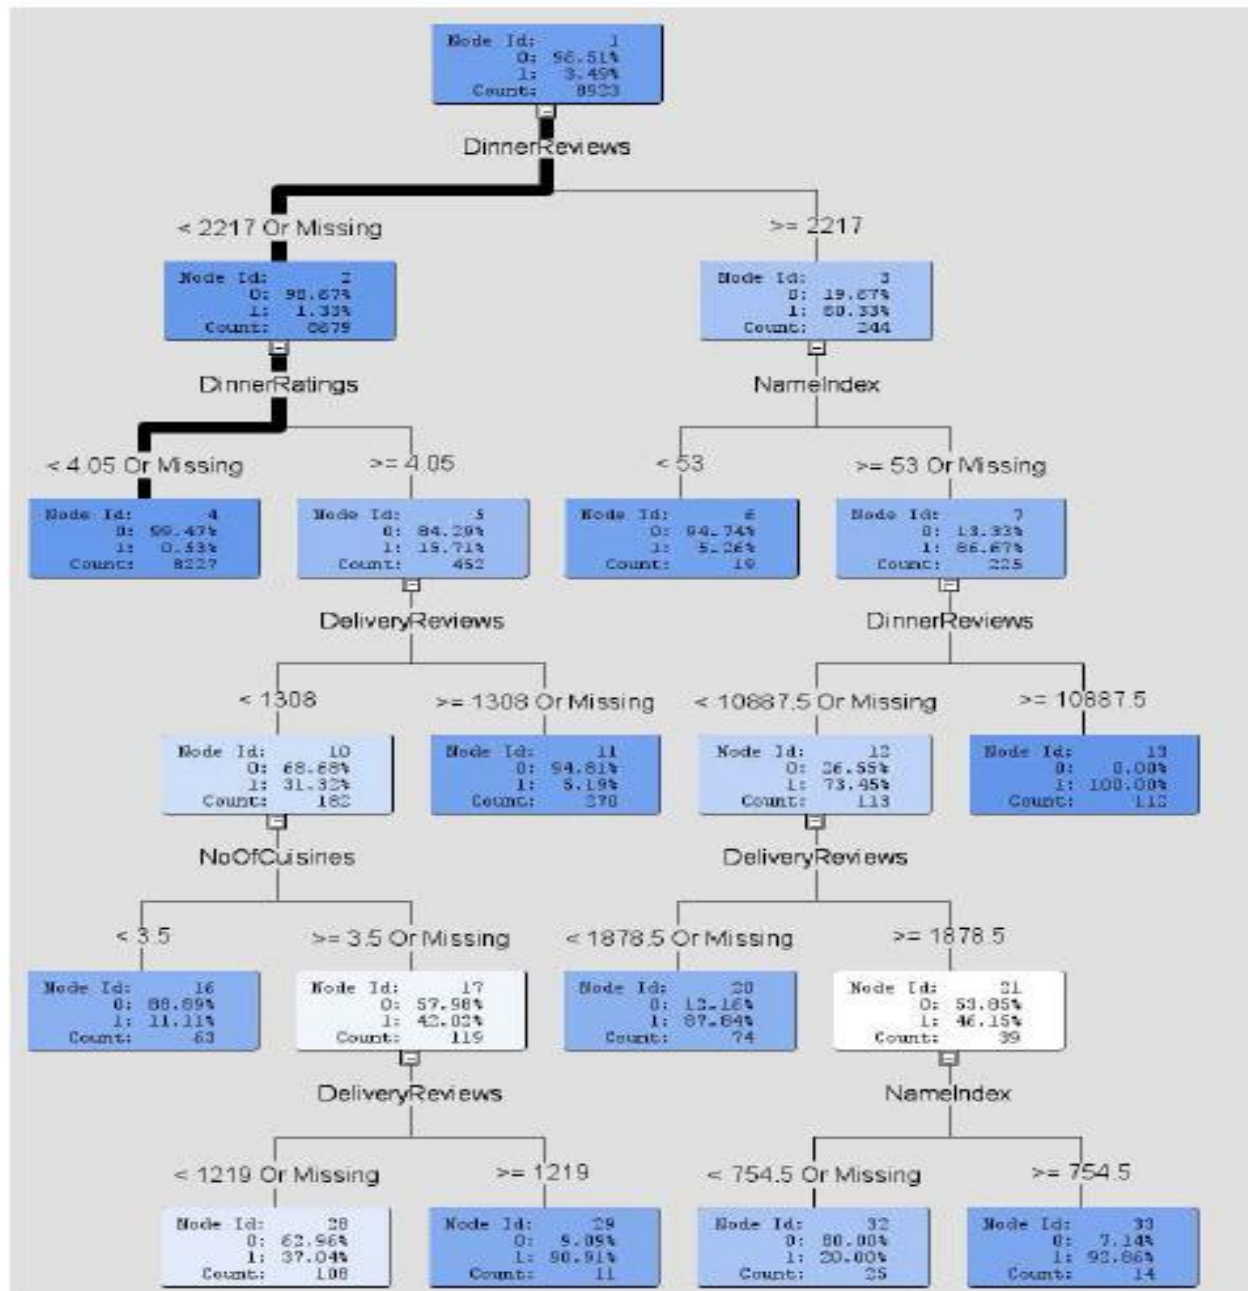 Node Id: 1
0: 96.51%
1: 3.49%
Count: 8923
DinnerReviews
< 2217 Or Missing
>= 2217
Node Id: 2
0: 98.67%
1: 1.33%
Count: 8679
Node Id: 3
0: 19.67%
1: 80.33%
Count: 244
DinnerRatings
NameIndex
< 4.05 Or Missing
>= 4.05
< 53
>= 53 Or Missing
Node Id: 4
0: 99.47%
1: 0.53%
Count: 8227
Node Id: 5
0: 84.29%
1: 15.71%
Count: 452
Node Id: 6
0: 94.74%
1: 5.26%
Count: 19
Node Id: 7
0: 13.33%
1: 86.67%
Count: 225
DeliveryReviews
DinnerReviews
< 1308
>= 1308 Or Missing
< 10887.5 Or Missing
>= 10887.5
Node Id: 10
0: 68.68%
1: 31.32%
Count: 182
Node Id: 11
0: 94.81%
1: 5.19%
Count: 270
Node Id: 12
0: 26.55%
1: 73.45%
Count: 113
Node Id: 13
0: 0.00%
1: 100.00%
Count: 112
NoOfCuisines
DeliveryReviews
< 3.5
>= 3.5 Or Missing
< 1878.5 Or Missing
>= 1878.5
Node Id: 16
0: 88.89%
1: 11.11%
Count: 63
Node Id: 17
0: 57.98%
1: 42.02%
Count: 119
Node Id: 20
0: 12.16%
1: 87.84%
Count: 74
Node Id: 21
0: 53.85%
1: 46.15%
Count: 39
DeliveryReviews
NameIndex
< 1219 Or Missing
>= 1219
< 754.5 Or Missing
>= 754.5
Node Id: 28
0: 62.96%
1: 37.04%
Count: 108
Node Id: 29
0: 9.09%
1: 90.91%
Count: 11
Node Id: 32
0: 80.00%
1: 20.00%
Count: 25
Node Id: 33
0: 7.14%
1: 92.86%
Count: 14